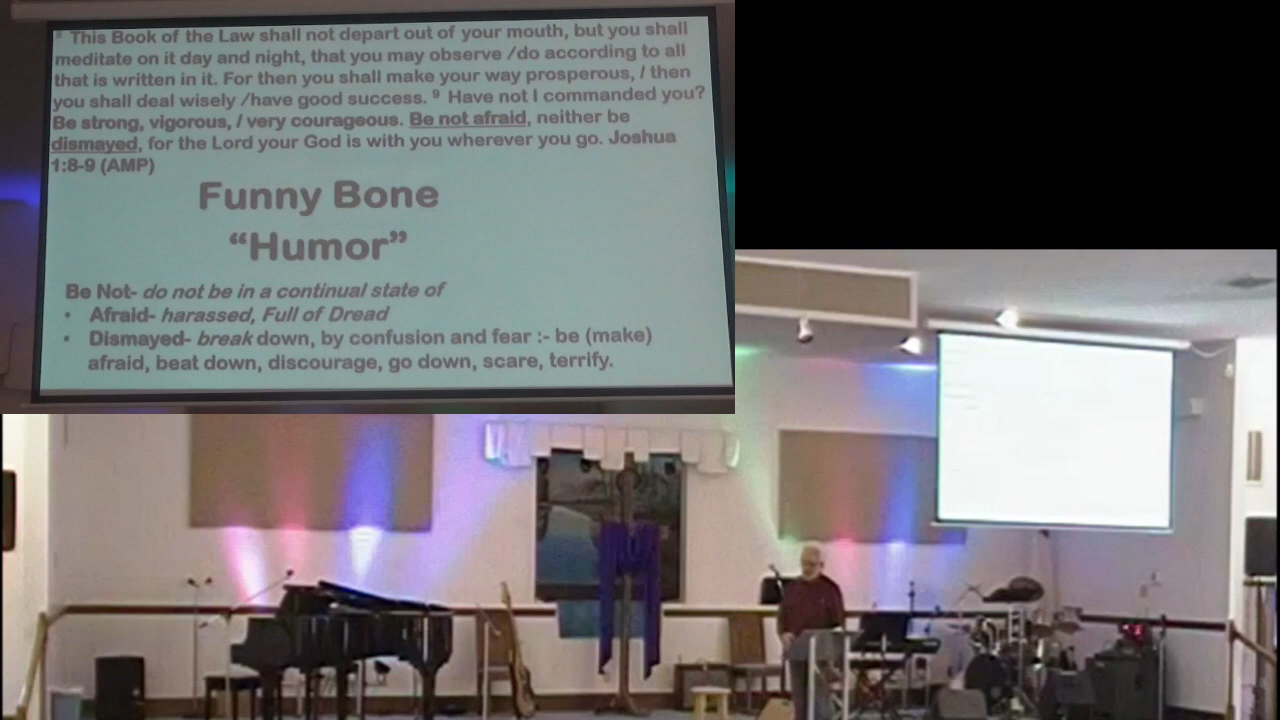 ⁸ This Book of the Law shall not depart out of your mouth, but you shall
meditate on it day and night, that you may observe /do according to all
that is written in it. For then you shall make your way prosperous, / then
you shall deal wisely /have good success. ⁹ Have not I commanded you?
Be strong, vigorous, / very courageous. Be not afraid, neither be
dismayed, for the Lord your God is with you wherever you go. Joshua
1:8-9 (AMP)
Funny Bone
“Humor”
Be Not- do not be in a continual state of
• Afraid- harassed, Full of Dread
• Dismayed- break down, by confusion and fear :- be (make)
afraid, beat down, discourage, go down, scare, terrify.